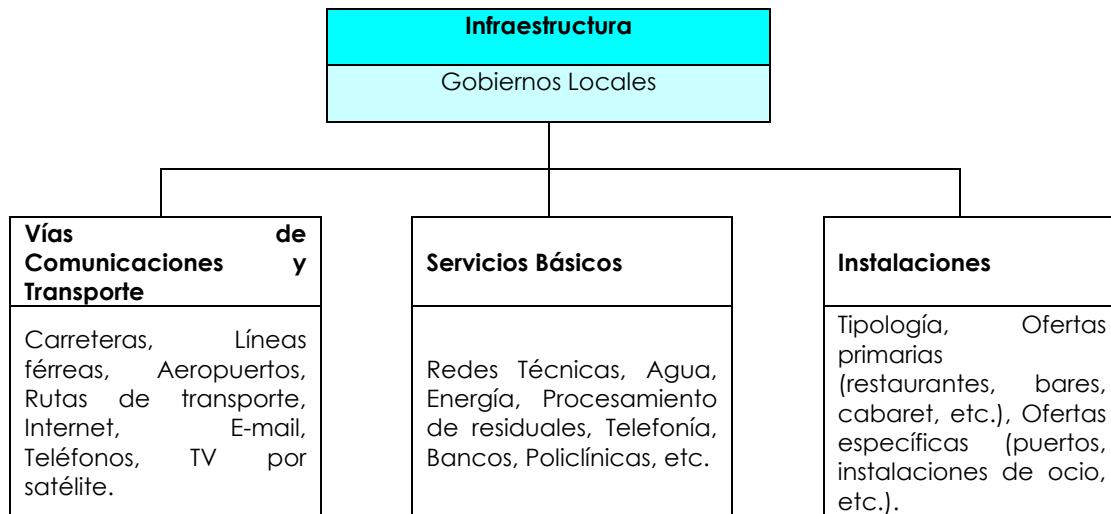 Infraestructura
Gobiernos Locales
Vías de
Comunicaciones y
Transporte
Carreteras, Líneas
férreas, Aeropuertos,
Rutas de transporte,
Internet, E-mail,
Teléfonos, TV por
satélite.
Servicios Básicos
Redes Técnicas, Agua,
Energía, Procesamiento
de residuales, Telefonía,
Bancos, Policlínicas, etc.
Instalaciones
Tipología, Ofertas
primarias
(restaurantes, bares,
cabaret, etc.), Ofertas
específicas (puertos,
instalaciones de ocio,
etc.).